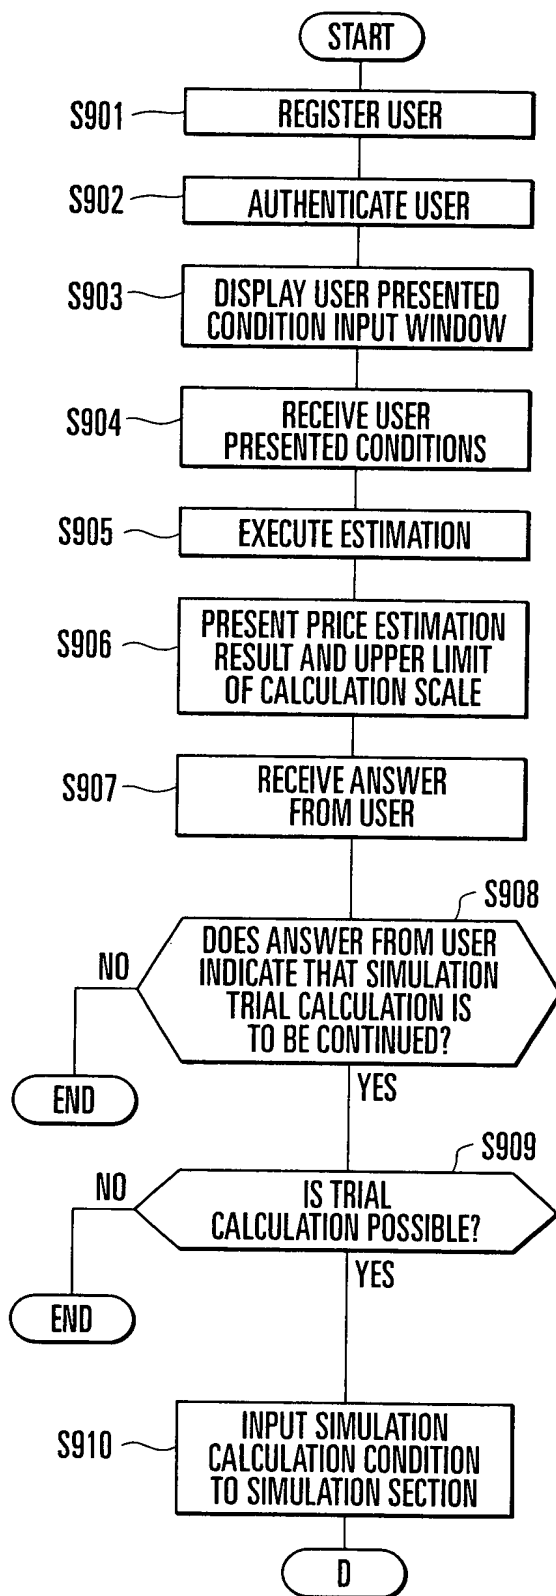 START
S901
REGISTER USER
S902
AUTHENTICATE USER
S903
DISPLAY USER PRESENTED
CONDITION INPUT WINDOW
S904
RECEIVE USER
PRESENTED CONDITIONS
S905
EXECUTE ESTIMATION
S906
PRESENT PRICE ESTIMATION
RESULT AND UPPER LIMIT
OF CALCULATION SCALE
S907
RECEIVE ANSWER
FROM USER
S908
DOES ANSWER FROM USER
INDICATE THAT SIMULATION
TRIAL CALCULATION IS
TO BE CONTINUED?
NO
END
YES
S909
IS TRIAL
CALCULATION POSSIBLE?
NO
END
YES
S910
INPUT SIMULATION
CALCULATION CONDITION
TO SIMULATION SECTION
D